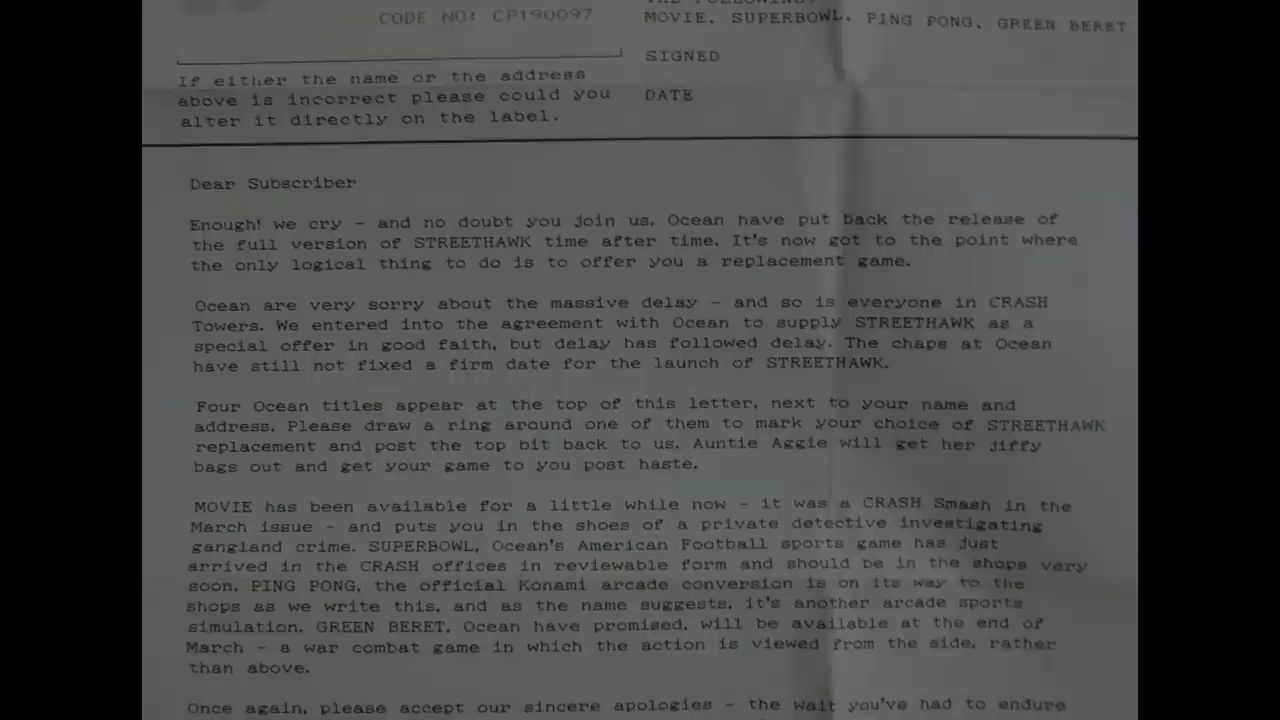 CODE NO: CP190097
MOVIE, SUPERBOWL, PING PONG, GREEN BERET
SIGNED
DATE
If either the name or the address
above is incorrect please could you
alter it directly on the label.
Dear Subscriber
Enough! we cry - and no doubt you join us. Ocean have put back the release of
the full version of STREETHAWK time after time. It's now got to the point where
the only logical thing to do is to offer you a replacement game.
Ocean are very sorry about the massive delay - and so is everyone in CRASH
Towers. We entered into the agreement with Ocean to supply STREETHAWK as a
special offer in good faith, but delay has followed delay. The chaps at Ocean
have still not fixed a firm date for the launch of STREETHAWK.
Four Ocean titles appear at the top of this letter, next to your name and
address. Please draw a ring around one of them to mark your choice of STREETHAWK
replacement and post the top bit back to us. Auntie Aggie will get her jiffy
bags out and get your game to you post haste.
MOVIE has been available for a little while now - it was a CRASH Smash in the
March issue - and puts you in the shoes of a private detective investigating
gangland crime. SUPERBOWL, Ocean's American Football sports game has just
arrived in the CRASH offices in reviewable form and should be in the shops very
soon. PING PONG, the official Konami arcade conversion is on its way to the
shops as we write this, and as the name suggests, it's another arcade sports
simulation. GREEN BERET, Ocean have promised, will be available at the end of
March - a war combat game in which the action is viewed from the side, rather
than above.
Once again, please accept our sincere apologies - the wait you've had to endure